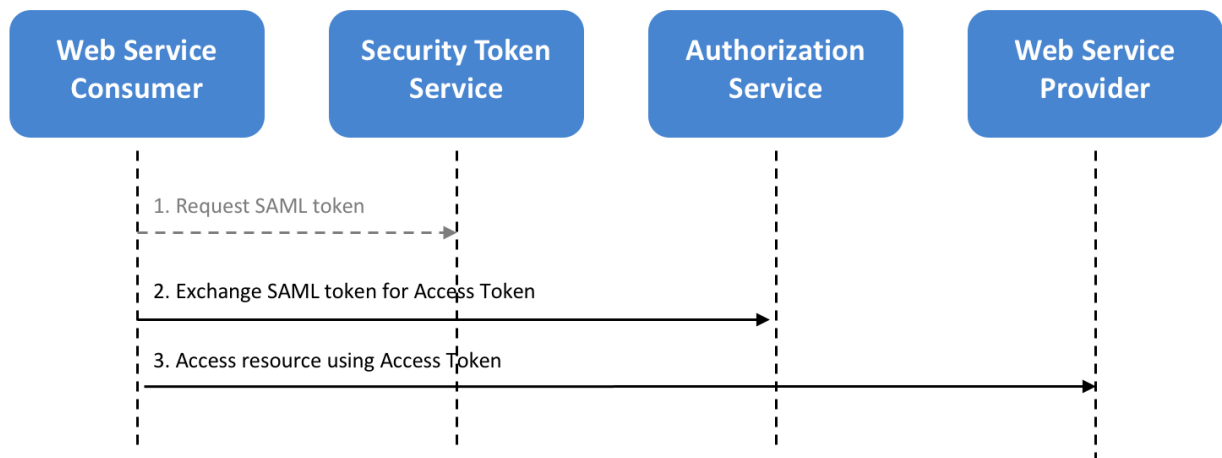 Web Service
Consumer
Security Token
Service
Authorization
Service
Web Service
Provider
1. Request SAML token
2. Exchange SAML token for Access Token
3. Access resource using Access Token